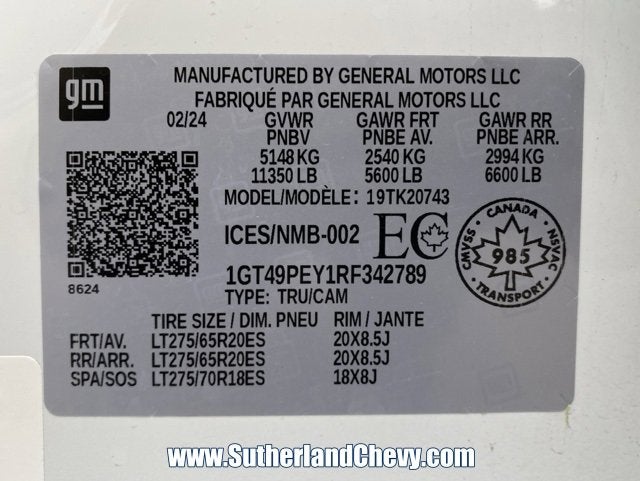 gm
MANUFACTURED BY GENERAL MOTORS LLC
FABRIQUÉ PAR GENERAL MOTORS LLC
02/24 GVWR GAWR FRT GAWR RR
PNBV PNBE AV. PNBE ARR.
5148 KG 2540 KG 2994 KG
11350 LB 5600 LB 6600 LB
MODEL/MODÈLE: 19TK20743
ICES/NMB-002 EC
CANADA
CMVSS 985 NSVAC
TRANSPORT
8624
1GT49PEY1RF342789
TYPE: TRU/CAM
TIRE SIZE / DIM. PNEU RIM / JANTE
FRT/AV. LT275/65R20ES 20X8.5J
RR/ARR. LT275/65R20ES 20X8.5J
SPA/SOS LT275/70R18ES 18X8J
www.SutherlandChevy.com